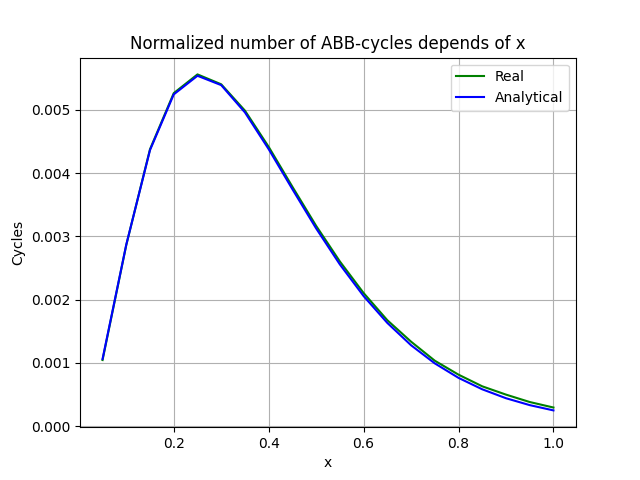 Normalized number of ABB-cycles depends of x
Real
Analytical
Cycles
0.005
0.004
0.003
0.002
0.001
0.000
0.2 0.4 0.6 0.8 1.0
x